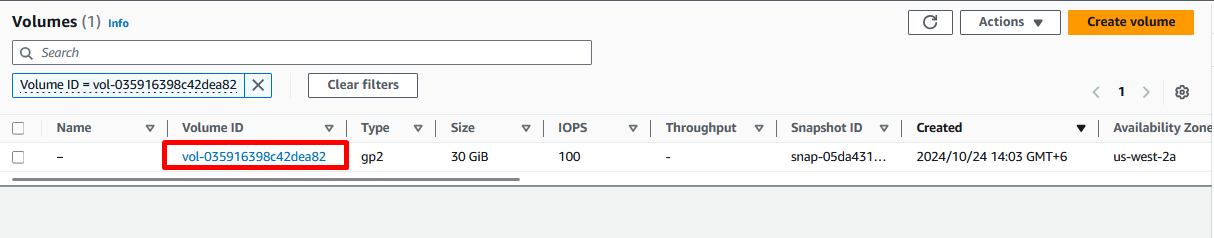 Volumes (1) Info
Actions
Create volume
Search
Volume ID = vol-035916398c42dea82
Clear filters
1
Name Volume ID Type Size IOPS Throughput Snapshot ID Created Availability Zone
– vol-035916398c42dea82 gp2 30 GiB 100 - snap-05da431... 2024/10/24 14:03 GMT+6 us-west-2a